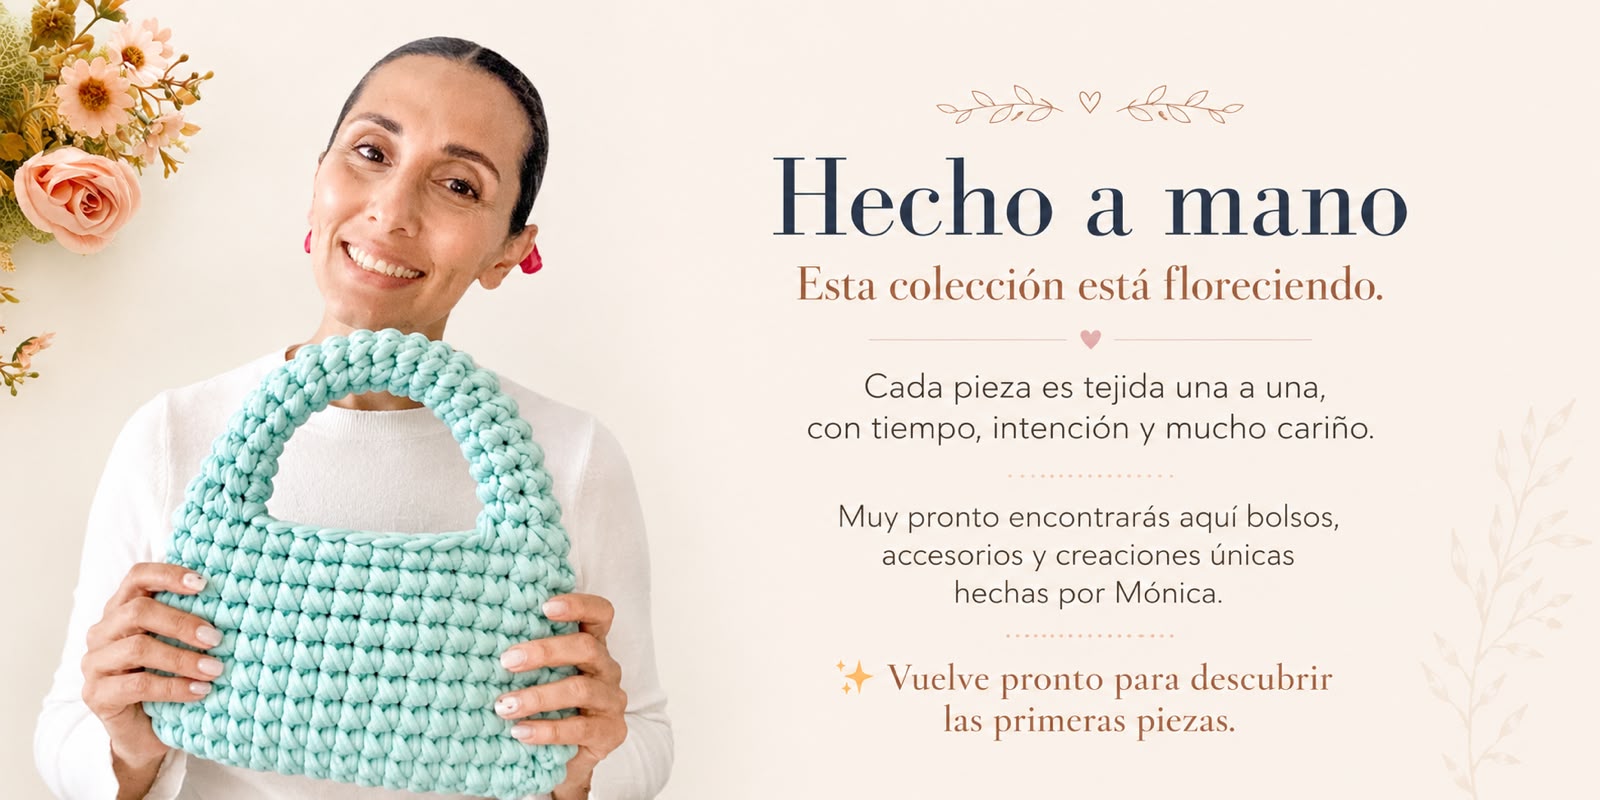 Hecho a mano
Esta colección está floreciendo.
Cada pieza es tejida una a una,
con tiempo, intención y mucho cariño.
Muy pronto encontrarás aquí bolsos,
accesorios y creaciones únicas
hechas por Mónica.
✨ Vuelve pronto para descubrir
las primeras piezas.